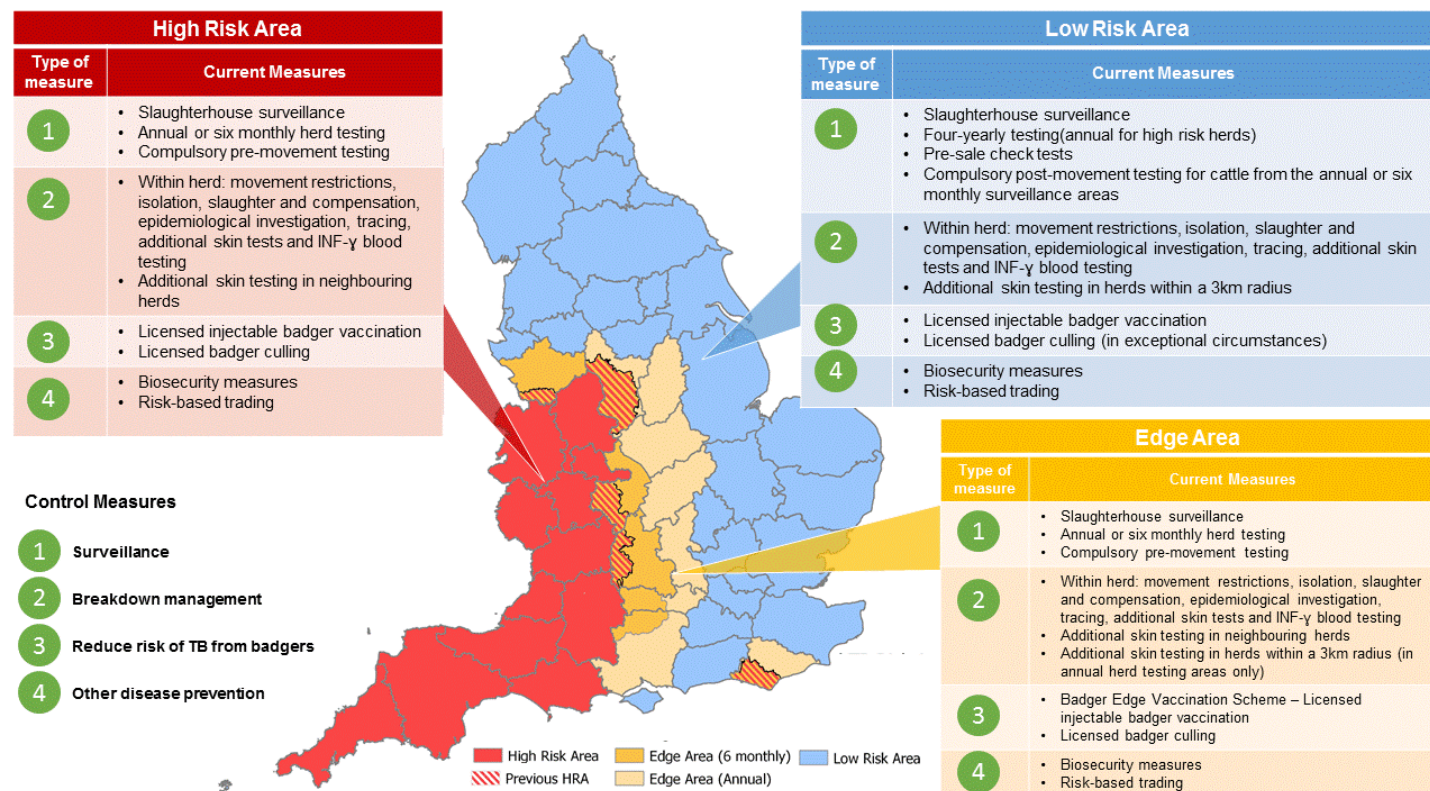 High Risk Area
Type of
measure
Current Measures
1
• Slaughterhouse surveillance
• Annual or six monthly herd testing
• Compulsory pre-movement testing
2
• Within herd: movement restrictions,
isolation, slaughter and compensation,
epidemiological investigation, tracing,
additional skin tests and INF-ɣ blood
testing
• Additional skin testing in neighbouring
herds
3
• Licensed injectable badger vaccination
• Licensed badger culling
4
• Biosecurity measures
• Risk-based trading
Low Risk Area
Type of
measure
Current Measures
1
• Slaughterhouse surveillance
• Four-yearly testing(annual for high risk herds)
• Pre-sale check tests
• Compulsory post-movement testing for cattle from the annual or six
monthly surveillance areas
2
• Within herd: movement restrictions, isolation, slaughter and
compensation, epidemiological investigation, tracing, additional skin
tests and INF-ɣ blood testing
• Additional skin testing in herds within a 3km radius
3
• Licensed injectable badger vaccination
• Licensed badger culling (in exceptional circumstances)
4
• Biosecurity measures
• Risk-based trading
Edge Area
Type of
measure
Current Measures
1
• Slaughterhouse surveillance
• Annual or six monthly herd testing
• Compulsory pre-movement testing
2
• Within herd: movement restrictions, isolation, slaughter
and compensation, epidemiological investigation,
tracing, additional skin tests and INF-ɣ blood testing
• Additional skin testing in neighbouring herds
• Additional skin testing in herds within a 3km radius (in
annual herd testing areas only)
3
• Badger Edge Vaccination Scheme – Licensed
injectable badger vaccination
• Licensed badger culling
4
• Biosecurity measures
• Risk-based trading
Control Measures
1 Surveillance
2 Breakdown management
3 Reduce risk of TB from badgers
4 Other disease prevention
High Risk Area
Edge Area (6 monthly)
Low Risk Area
Previous HRA
Edge Area (Annual)